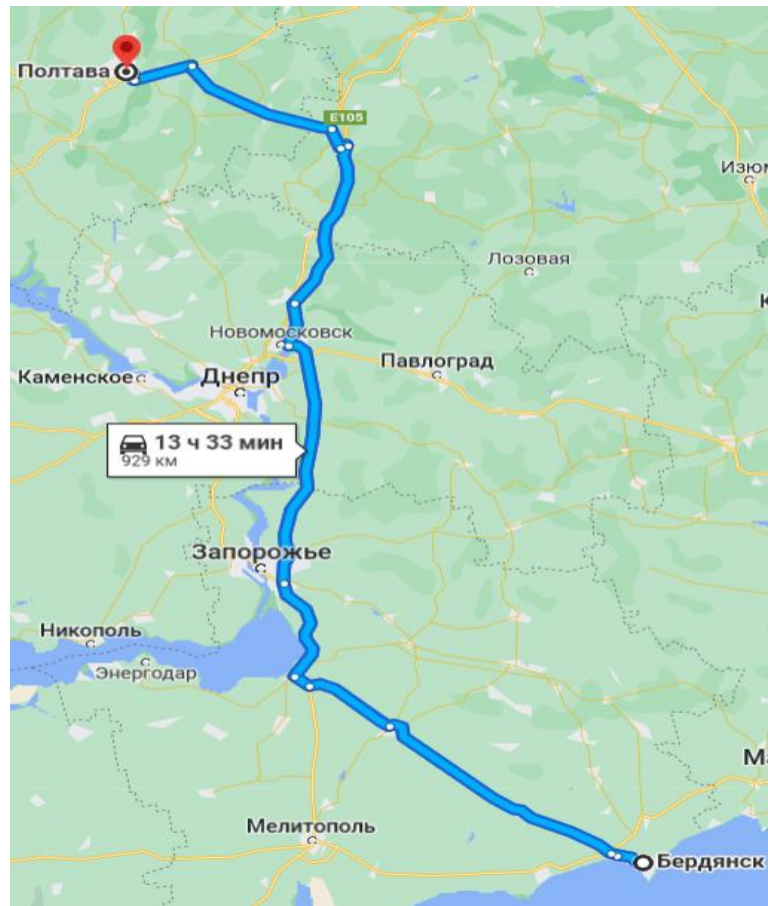 Полтава
E105
Изюм
Лозовая
Новомосковск
Павлоград
Каменское
Днепр
13 ч 33 мин
929 км
Запорожье
Никополь
Энергодар
Мелитополь
Бердянск